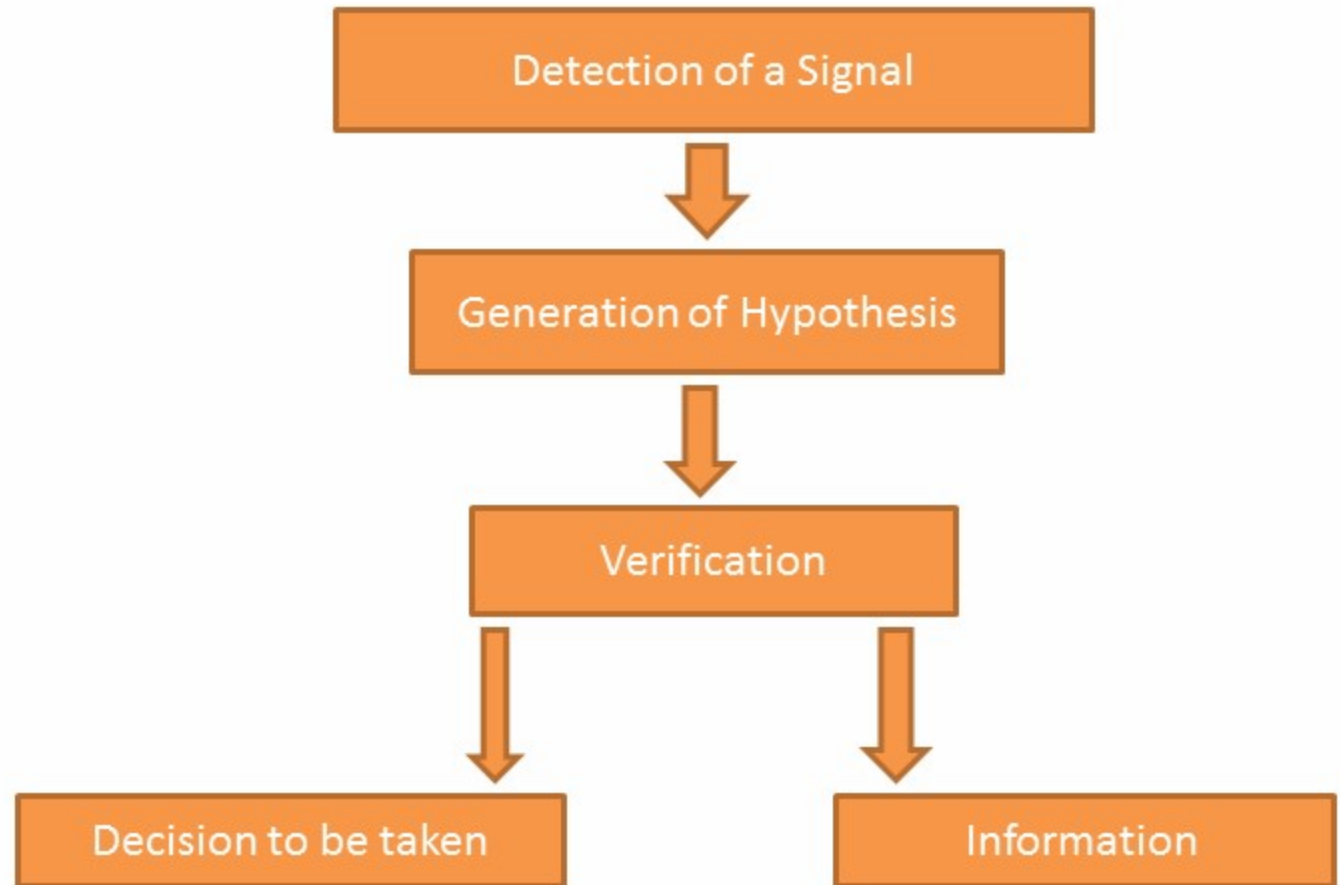 Detection of a Signal
Generation of Hypothesis
Verification
Decision to be taken
Information